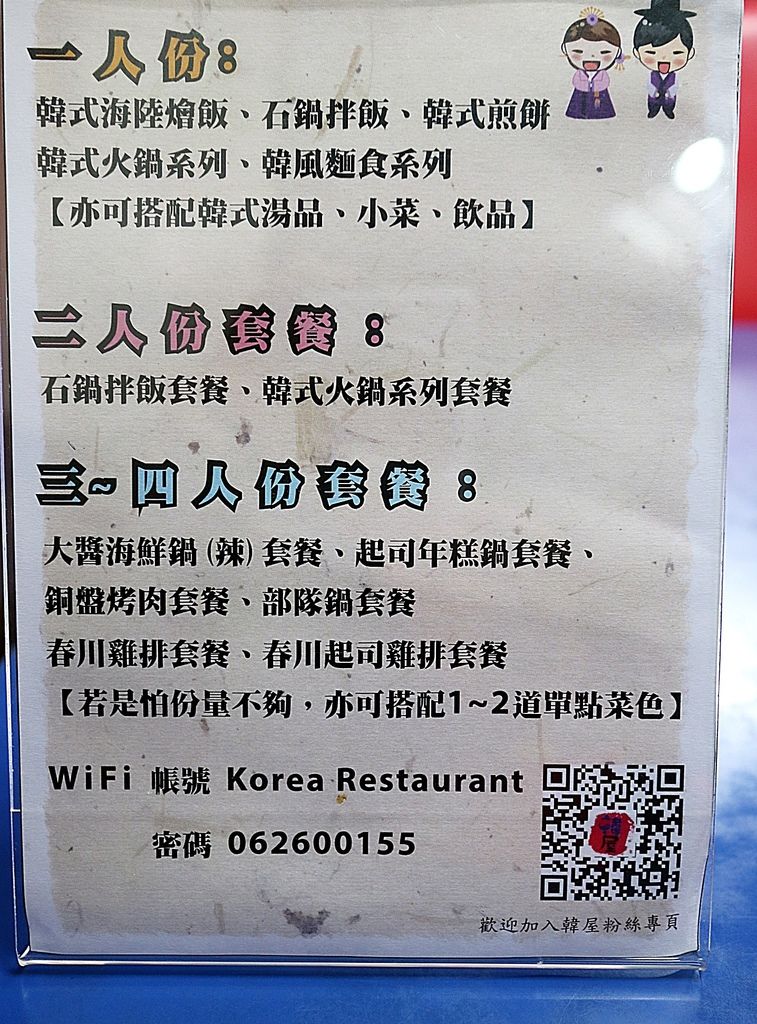 一人份：
韓式海陸燴飯、石鍋拌飯、韓式煎餅
韓式火鍋系列、韓風麵食系列
【亦可搭配韓式湯品、小菜、飲品】
二人份套餐：
石鍋拌飯套餐、韓式火鍋系列套餐
三~四人份套餐：
大醬海鮮鍋(辣)套餐、起司年糕鍋套餐、
銅盤烤肉套餐、部隊鍋套餐
春川雞排套餐、春川起司雞排套餐
【若是怕份量不夠，亦可搭配1~2道單點菜色】
WiFi 帳號 Korea Restaurant
密碼 062600155
韓屋
歡迎加入韓屋粉絲專頁